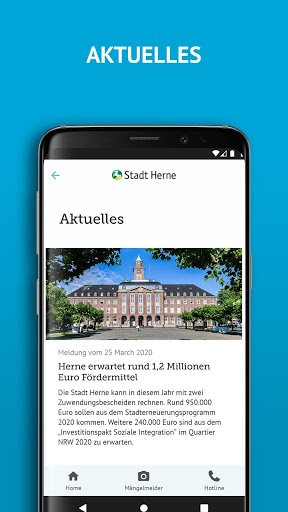 AKTUELLES
Stadt Herne
Aktuelles
Meldung vom 25 March 2020
Herne erwartet rund 1,2 Millionen
Euro Fördermittel
Die Stadt Herne kann in diesem Jahr mit zwei
Zuwendungsbescheiden rechnen. Rund 950.000
Euro sollen aus dem Stadterneuerungsprogramm
2020 kommen. Weitere 240.000 Euro sind aus dem
„Investitionspakt Soziale Integration“ im Quartier
NRW 2020 zu erwarten.
Home Mängelmelder Hotline